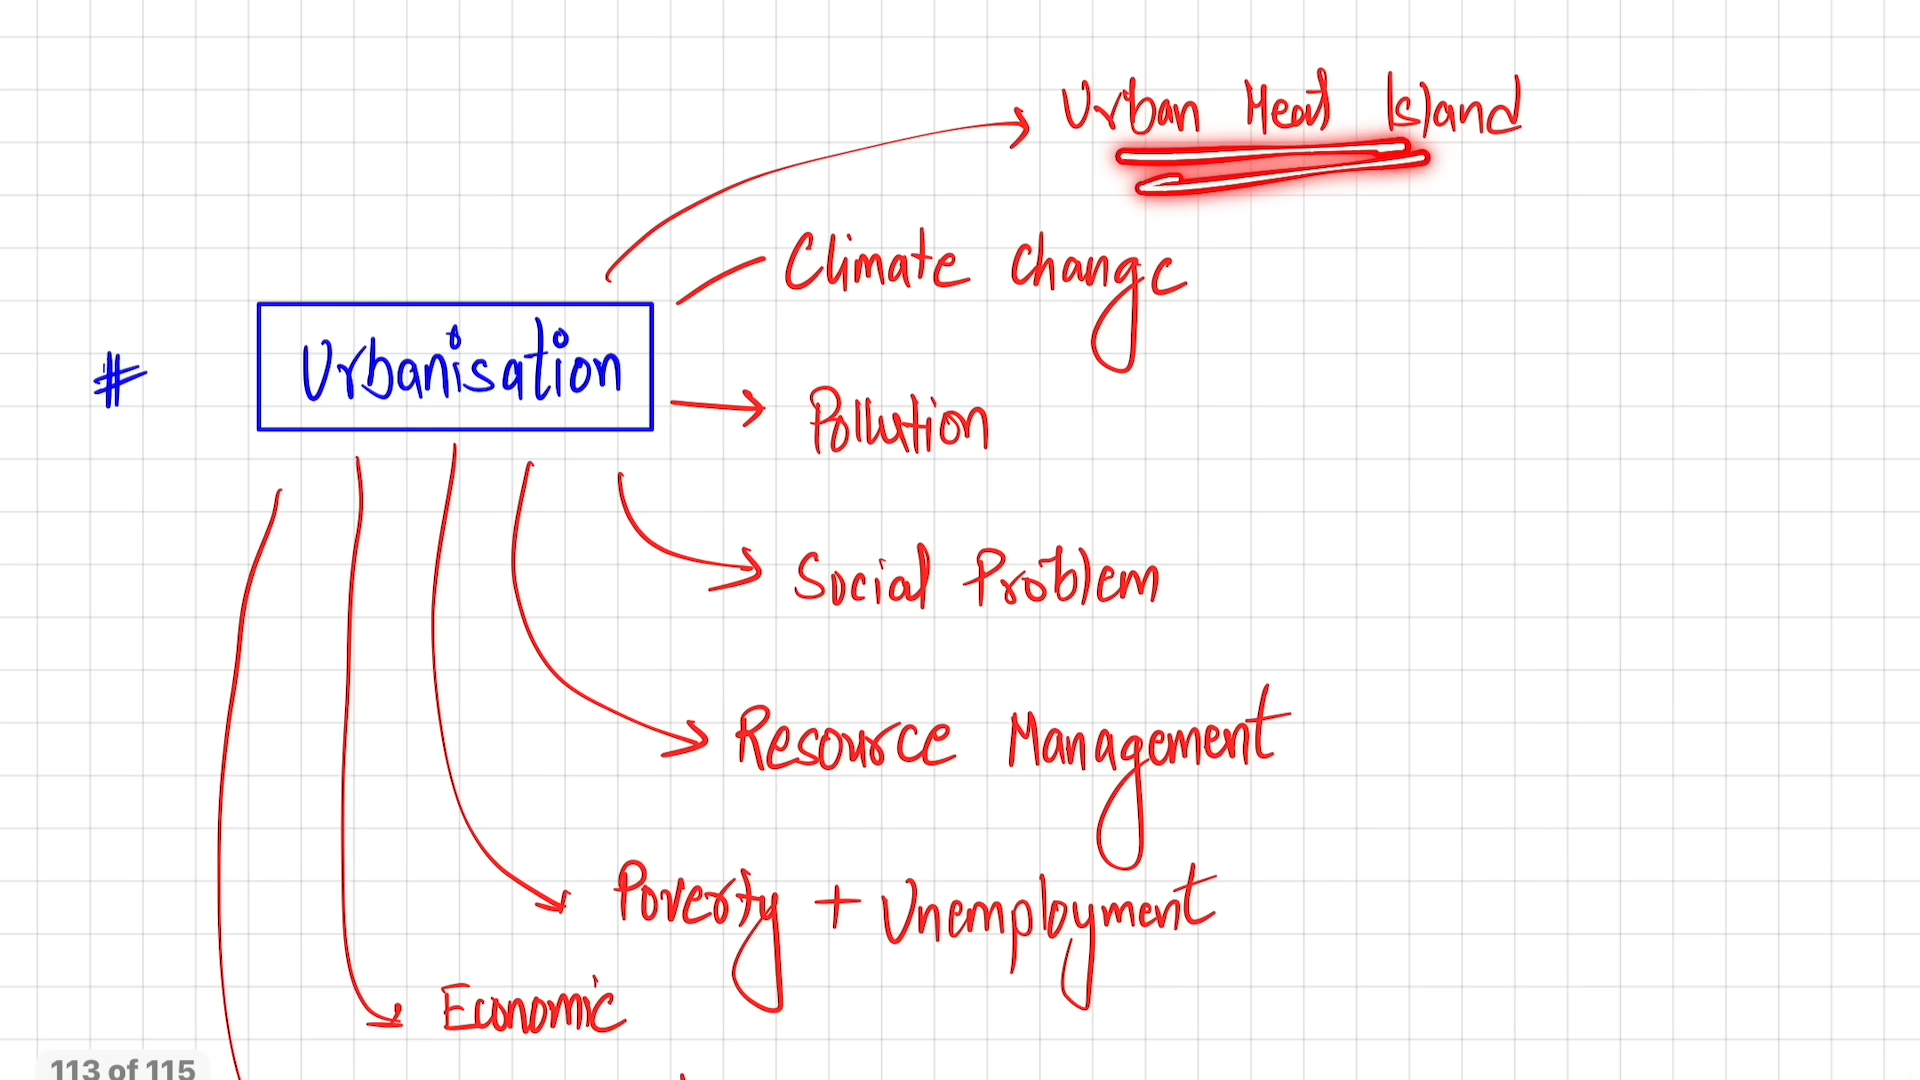 Urban Heat Island
Climate Change
# Urbanisation
Pollution
Social Problem
Resource Management
Poverty + Unemployment
Economic
113 of 115